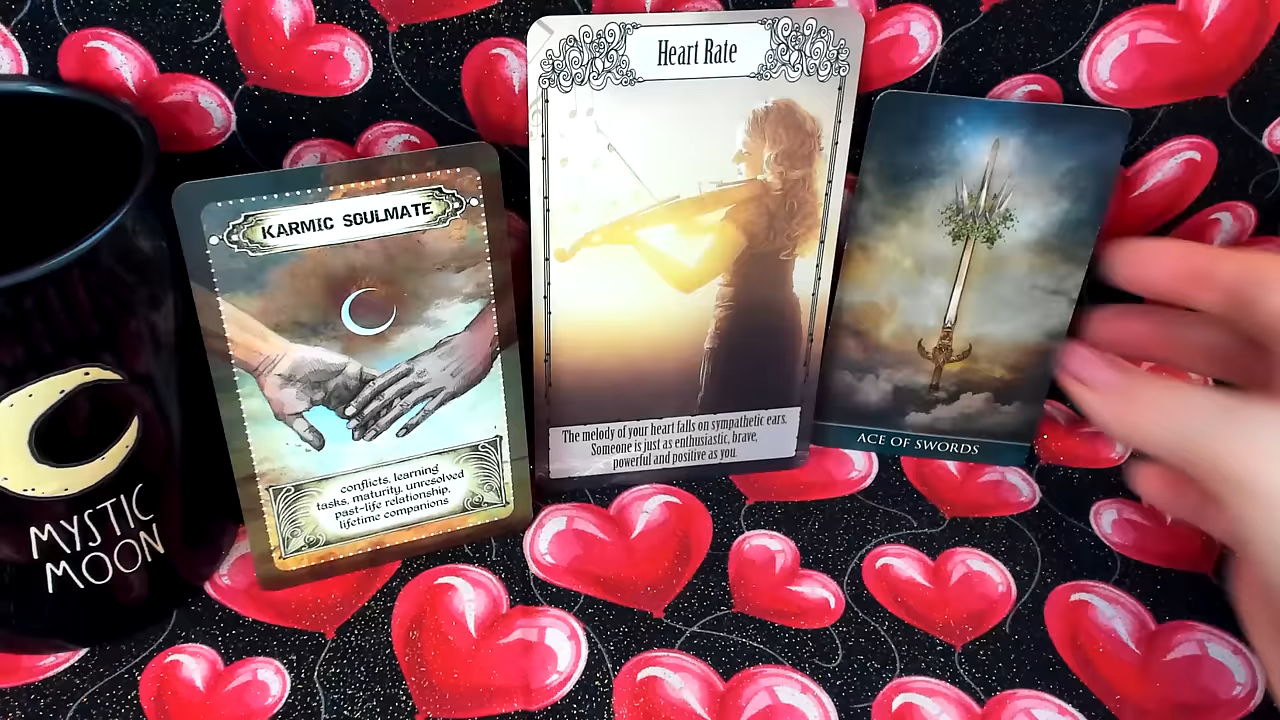 MYSTIC
MOON
KARMIC SOULMATE
conflicts, learning
tasks, maturity, unresolved
past-life relationship,
lifetime companions
Heart Rate
The melody of your heart falls on sympathetic ears.
Someone is just as enthusiastic, brave,
powerful and positive as you.
ACE OF SWORDS